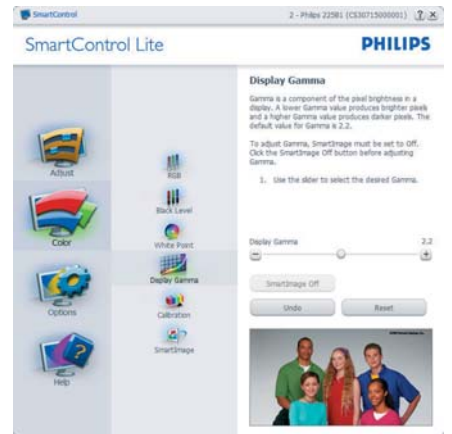 SmartControl
2 - Philips 225B1 (CS30715000001)
SmartControl Lite
PHILIPS
Display Gamma
Gamma is a component of the pixel brightness in a
display. A lower Gamma value produces brighter pixels
and a higher Gamma value produces darker pixels. The
default value for Gamma is 2.2.
To adjust Gamma, SmartImage must be set to Off.
Click the SmartImage Off button before adjusting
Gamma.
1. Use the slider to select the desired Gamma.
Adjust
Color
Options
Help
RGB
Black Level
White Point
Display Gamma
Calibration
SmartImage
Display Gamma
2.2
SmartImage Off
Undo
Reset